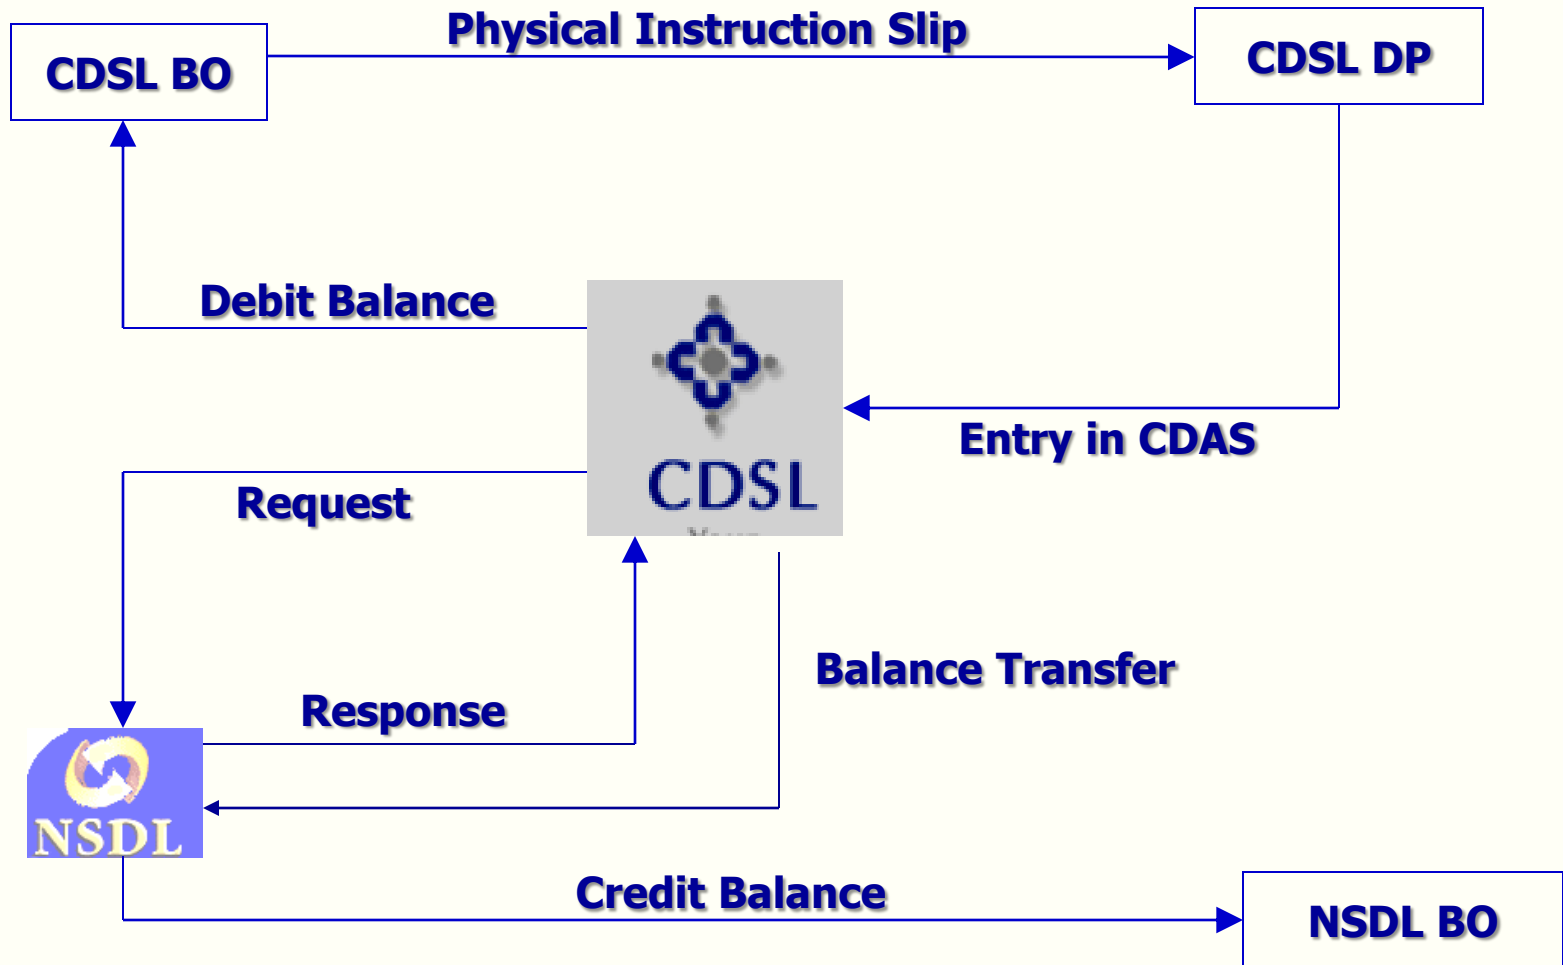 Physical Instruction Slip
CDSL BO
CDSL DP
Debit Balance
Entry in CDAS
CDSL
Request
Balance Transfer
Response
NSDL
Credit Balance
NSDL BO